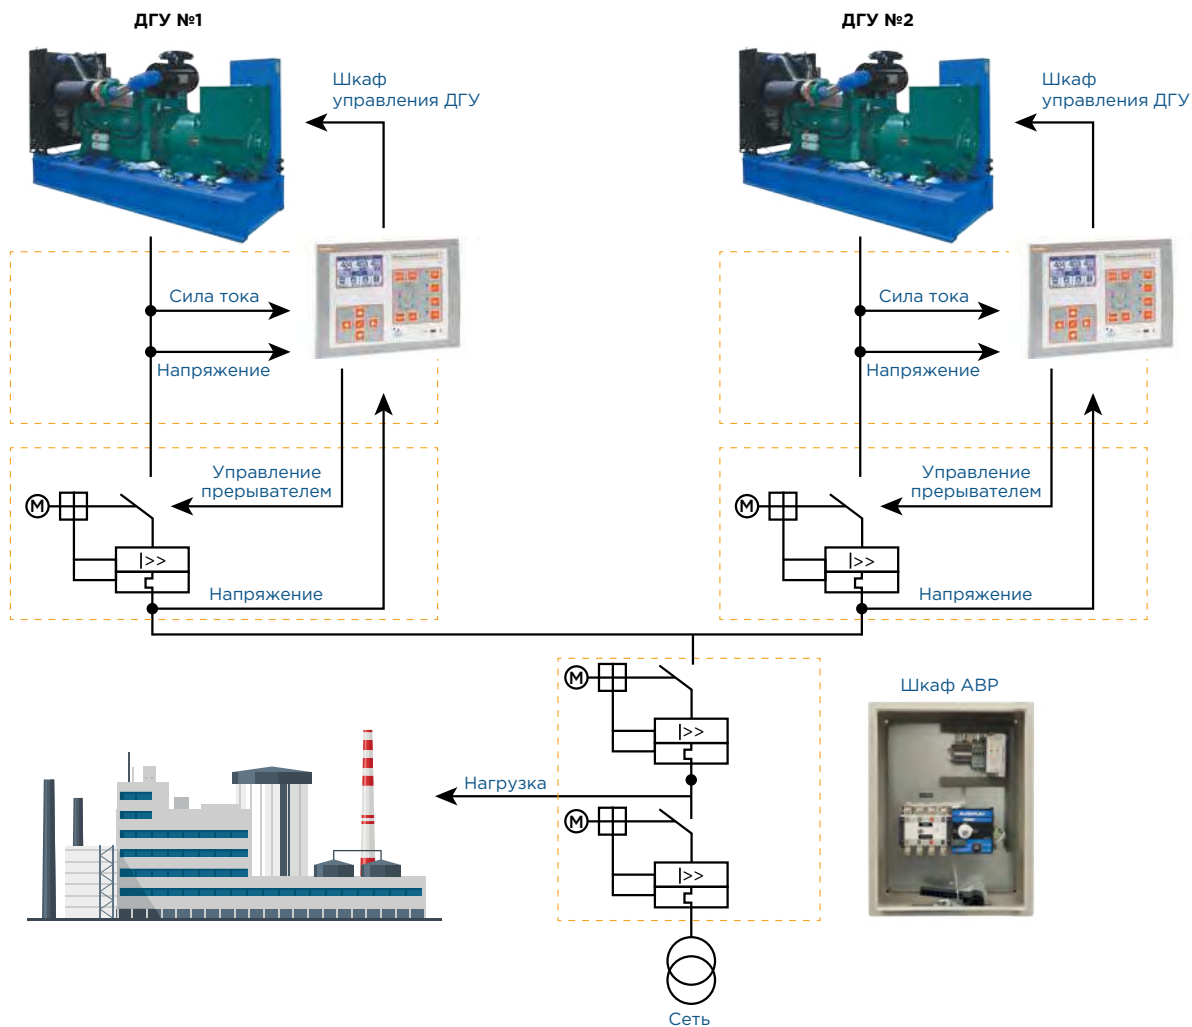 ДГУ №1
ДГУ №2
Шкаф
управления ДГУ
Шкаф
управления ДГУ
Сила тока
Сила тока
Напряжение
Напряжение
Управление
прерывателем
Управление
прерывателем
M
M
|>>
|>>
Напряжение
Напряжение
M
|>>
Шкаф АВР
Нагрузка
M
|>>
Сеть